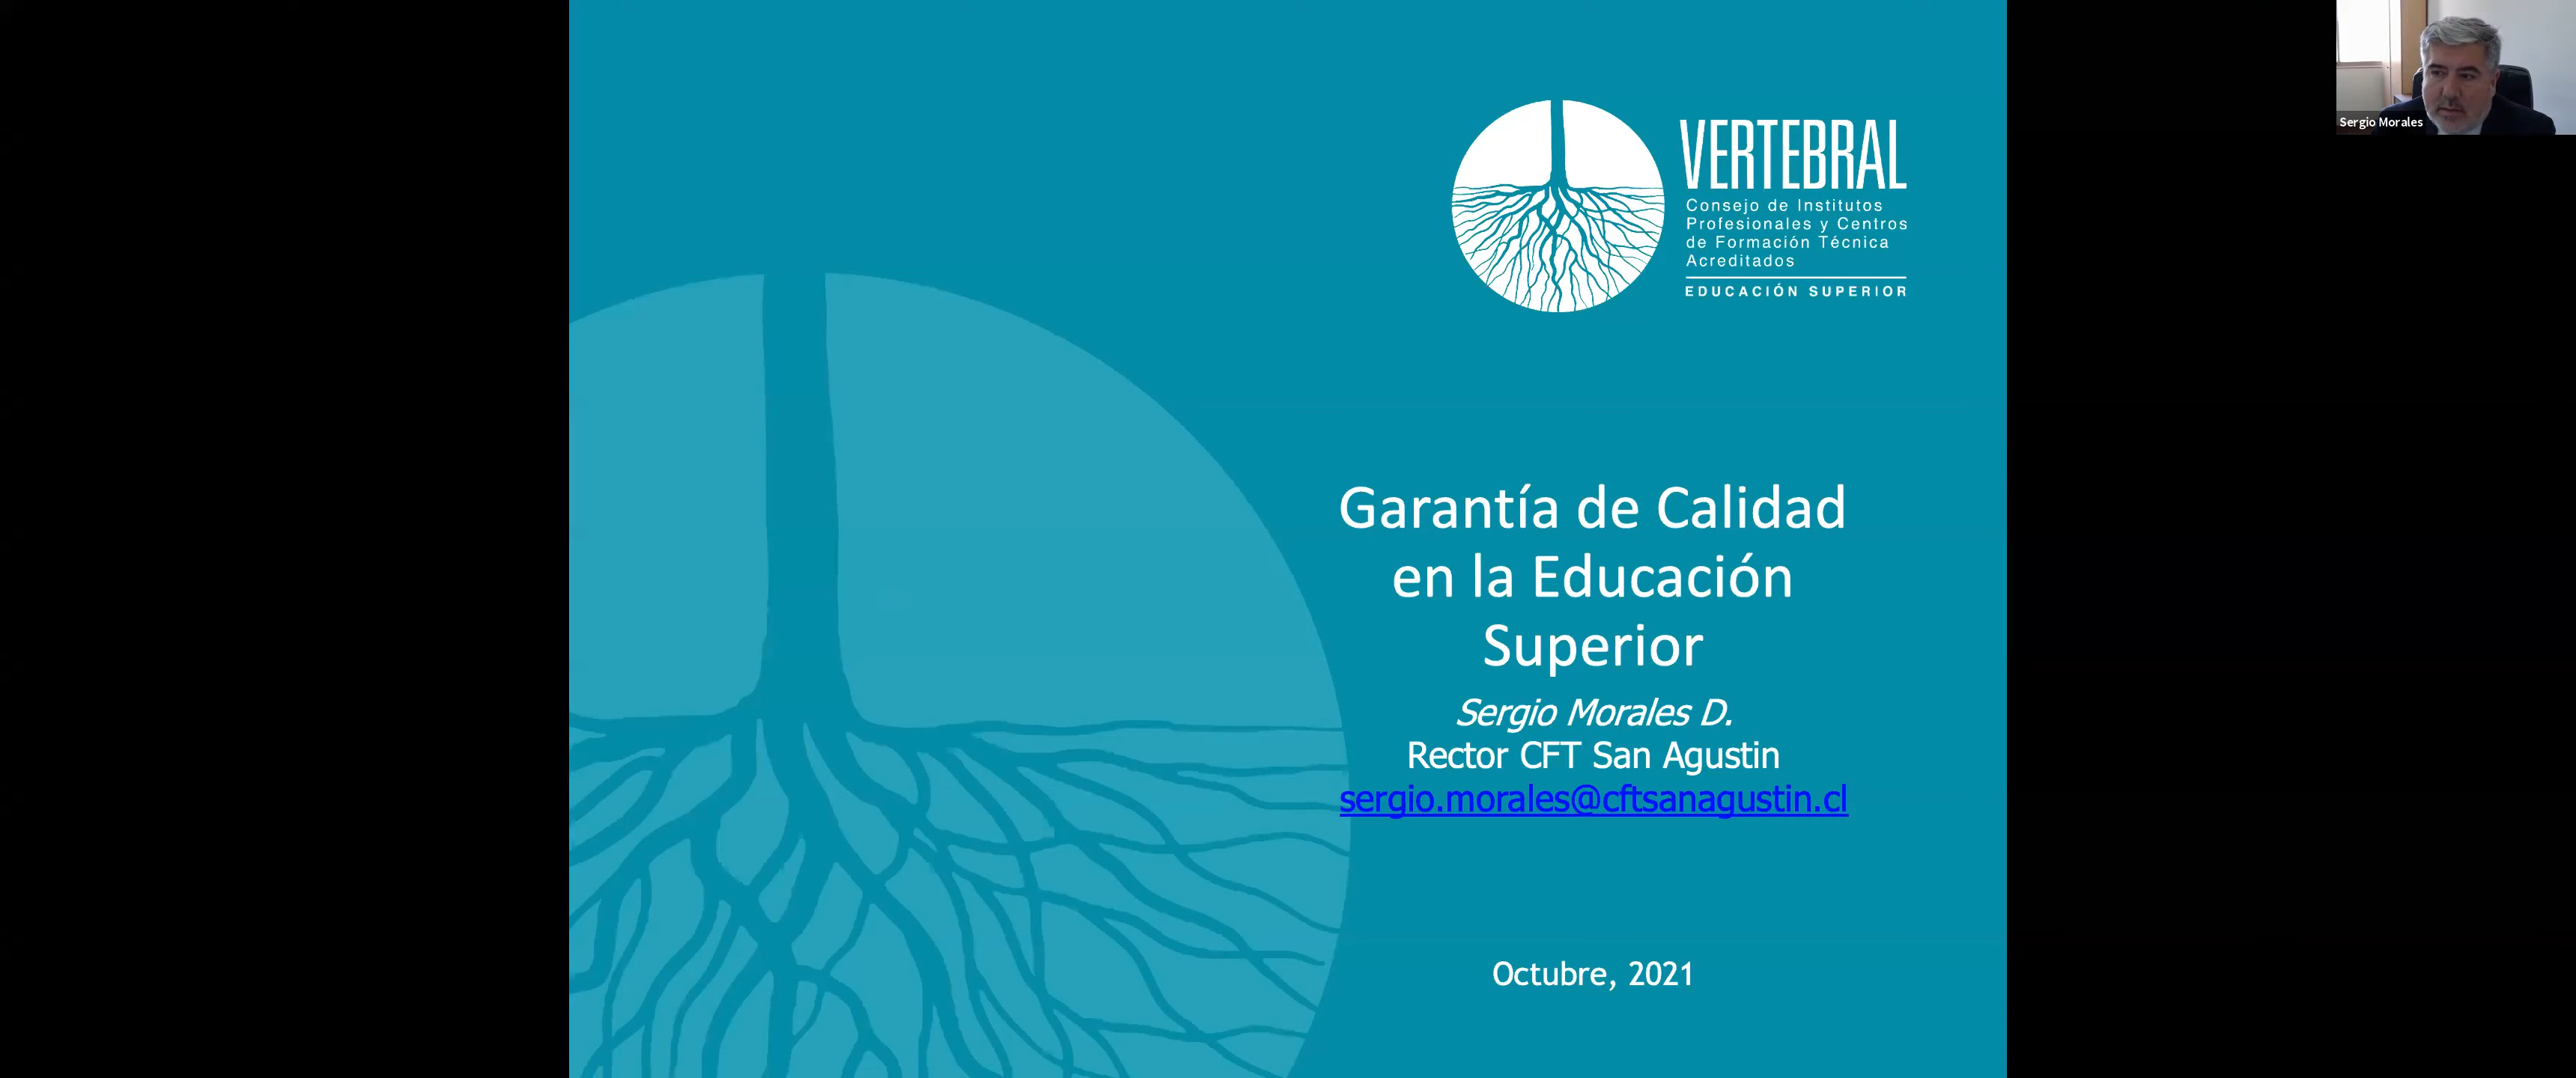 VERTEBRAL
Consejo de Institutos
Profesionales y Centros
de Formación Técnica
Acreditados
EDUCACIÓN SUPERIOR
Sergio Morales
Garantía de Calidad
en la Educación
Superior
Sergio Morales D.
Rector CFT San Agustin
sergio.morales@cftsanagustin.cl
Octubre, 2021